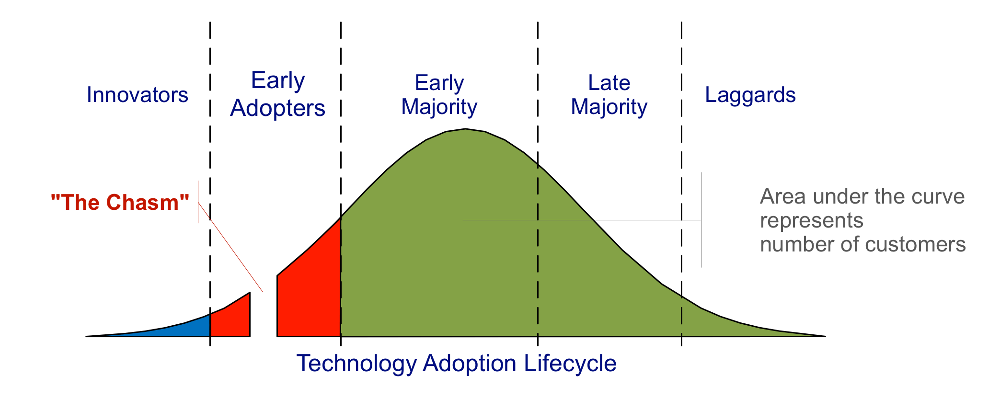 Innovators
Early
Adopters
Early
Majority
Late
Majority
Laggards
"The Chasm"
Area under the curve
represents
number of customers
Technology Adoption Lifecycle